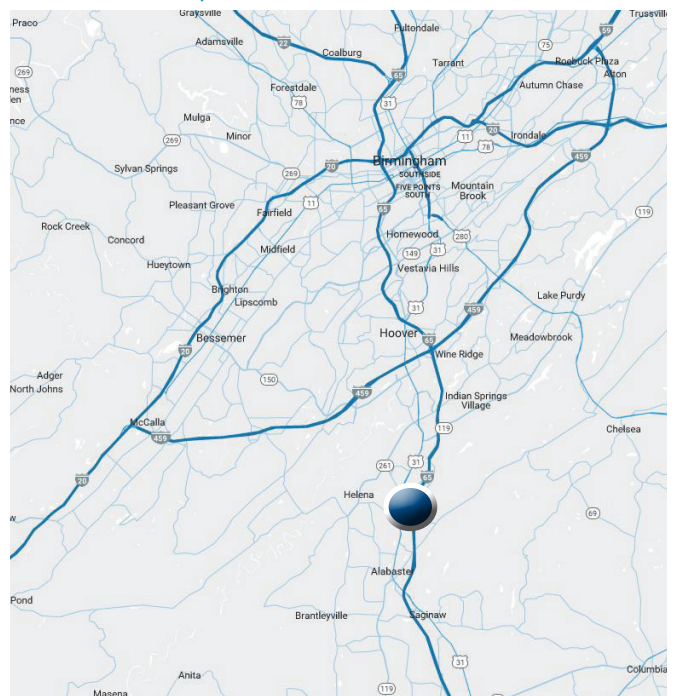 Graysville
Praco
Trussville
Adamsville
Fultondale
59
22
Coalburg
75
269
Tarrant
Roebuck Plaza
65
Alton
ness
Forestdale
Autumn Chase
den
78
31
nce
Mulga
Minor
11
20
Irondale
269
78
459
Birmingham
Sylvan Springs
269
20
SOUTHSIDE
FIVE POINTS
SOUTH
Mountain
Brook
Pleasant Grove
11
Fairfield
65
119
Rock Creek
Homewood
Concord
280
Midfield
31
149
Hueytown
Vestavia Hills
Brighton
Lake Purdy
Lipscomb
31
459
Bessemer
Hoover
65
Meadowbrook
20
Wine Ridge
Adger
150
North Johns
459
Indian Springs
Village
McCalla
119
Chelsea
459
31
261
65
20
Helena
69
w
Alabaster
Pond
Brantleyville
Saginaw
31
Anita
Columbia
119
Masena